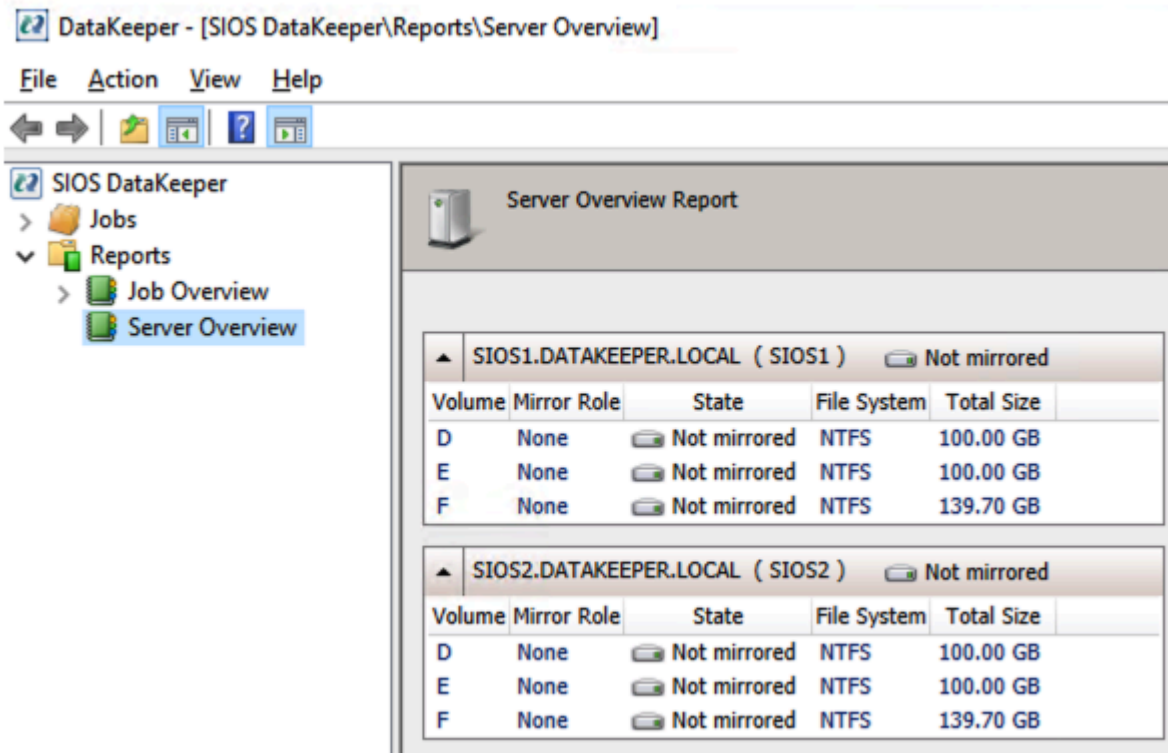 DataKeeper - [SIOS DataKeeper\Reports\Server Overview]
File Action View Help
SIOS DataKeeper
Jobs
Reports
Job Overview
Server Overview
Server Overview Report
SIOS1.DATAKEEPER.LOCAL ( SIOS1 ) Not mirrored
Volume Mirror Role State File System Total Size
D None Not mirrored NTFS 100.00 GB
E None Not mirrored NTFS 100.00 GB
F None Not mirrored NTFS 139.70 GB
SIOS2.DATAKEEPER.LOCAL ( SIOS2 ) Not mirrored
Volume Mirror Role State File System Total Size
D None Not mirrored NTFS 100.00 GB
E None Not mirrored NTFS 100.00 GB
F None Not mirrored NTFS 139.70 GB